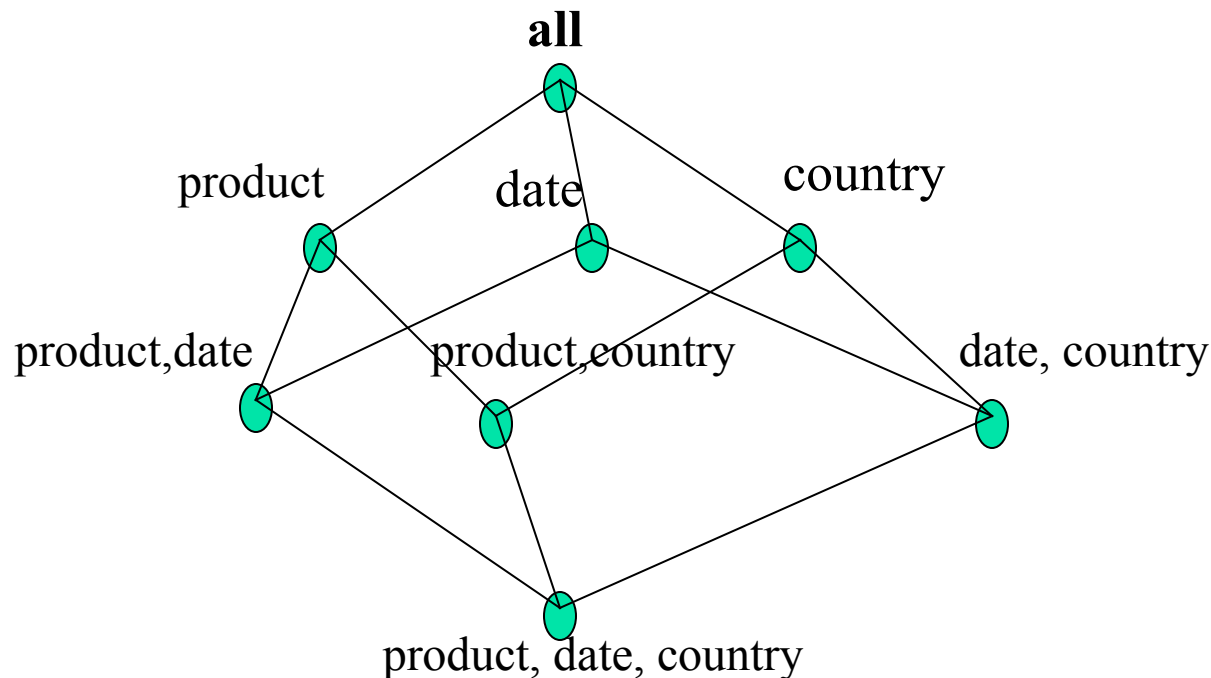 all
product
date
country
product,date
product,country
date, country
product, date, country